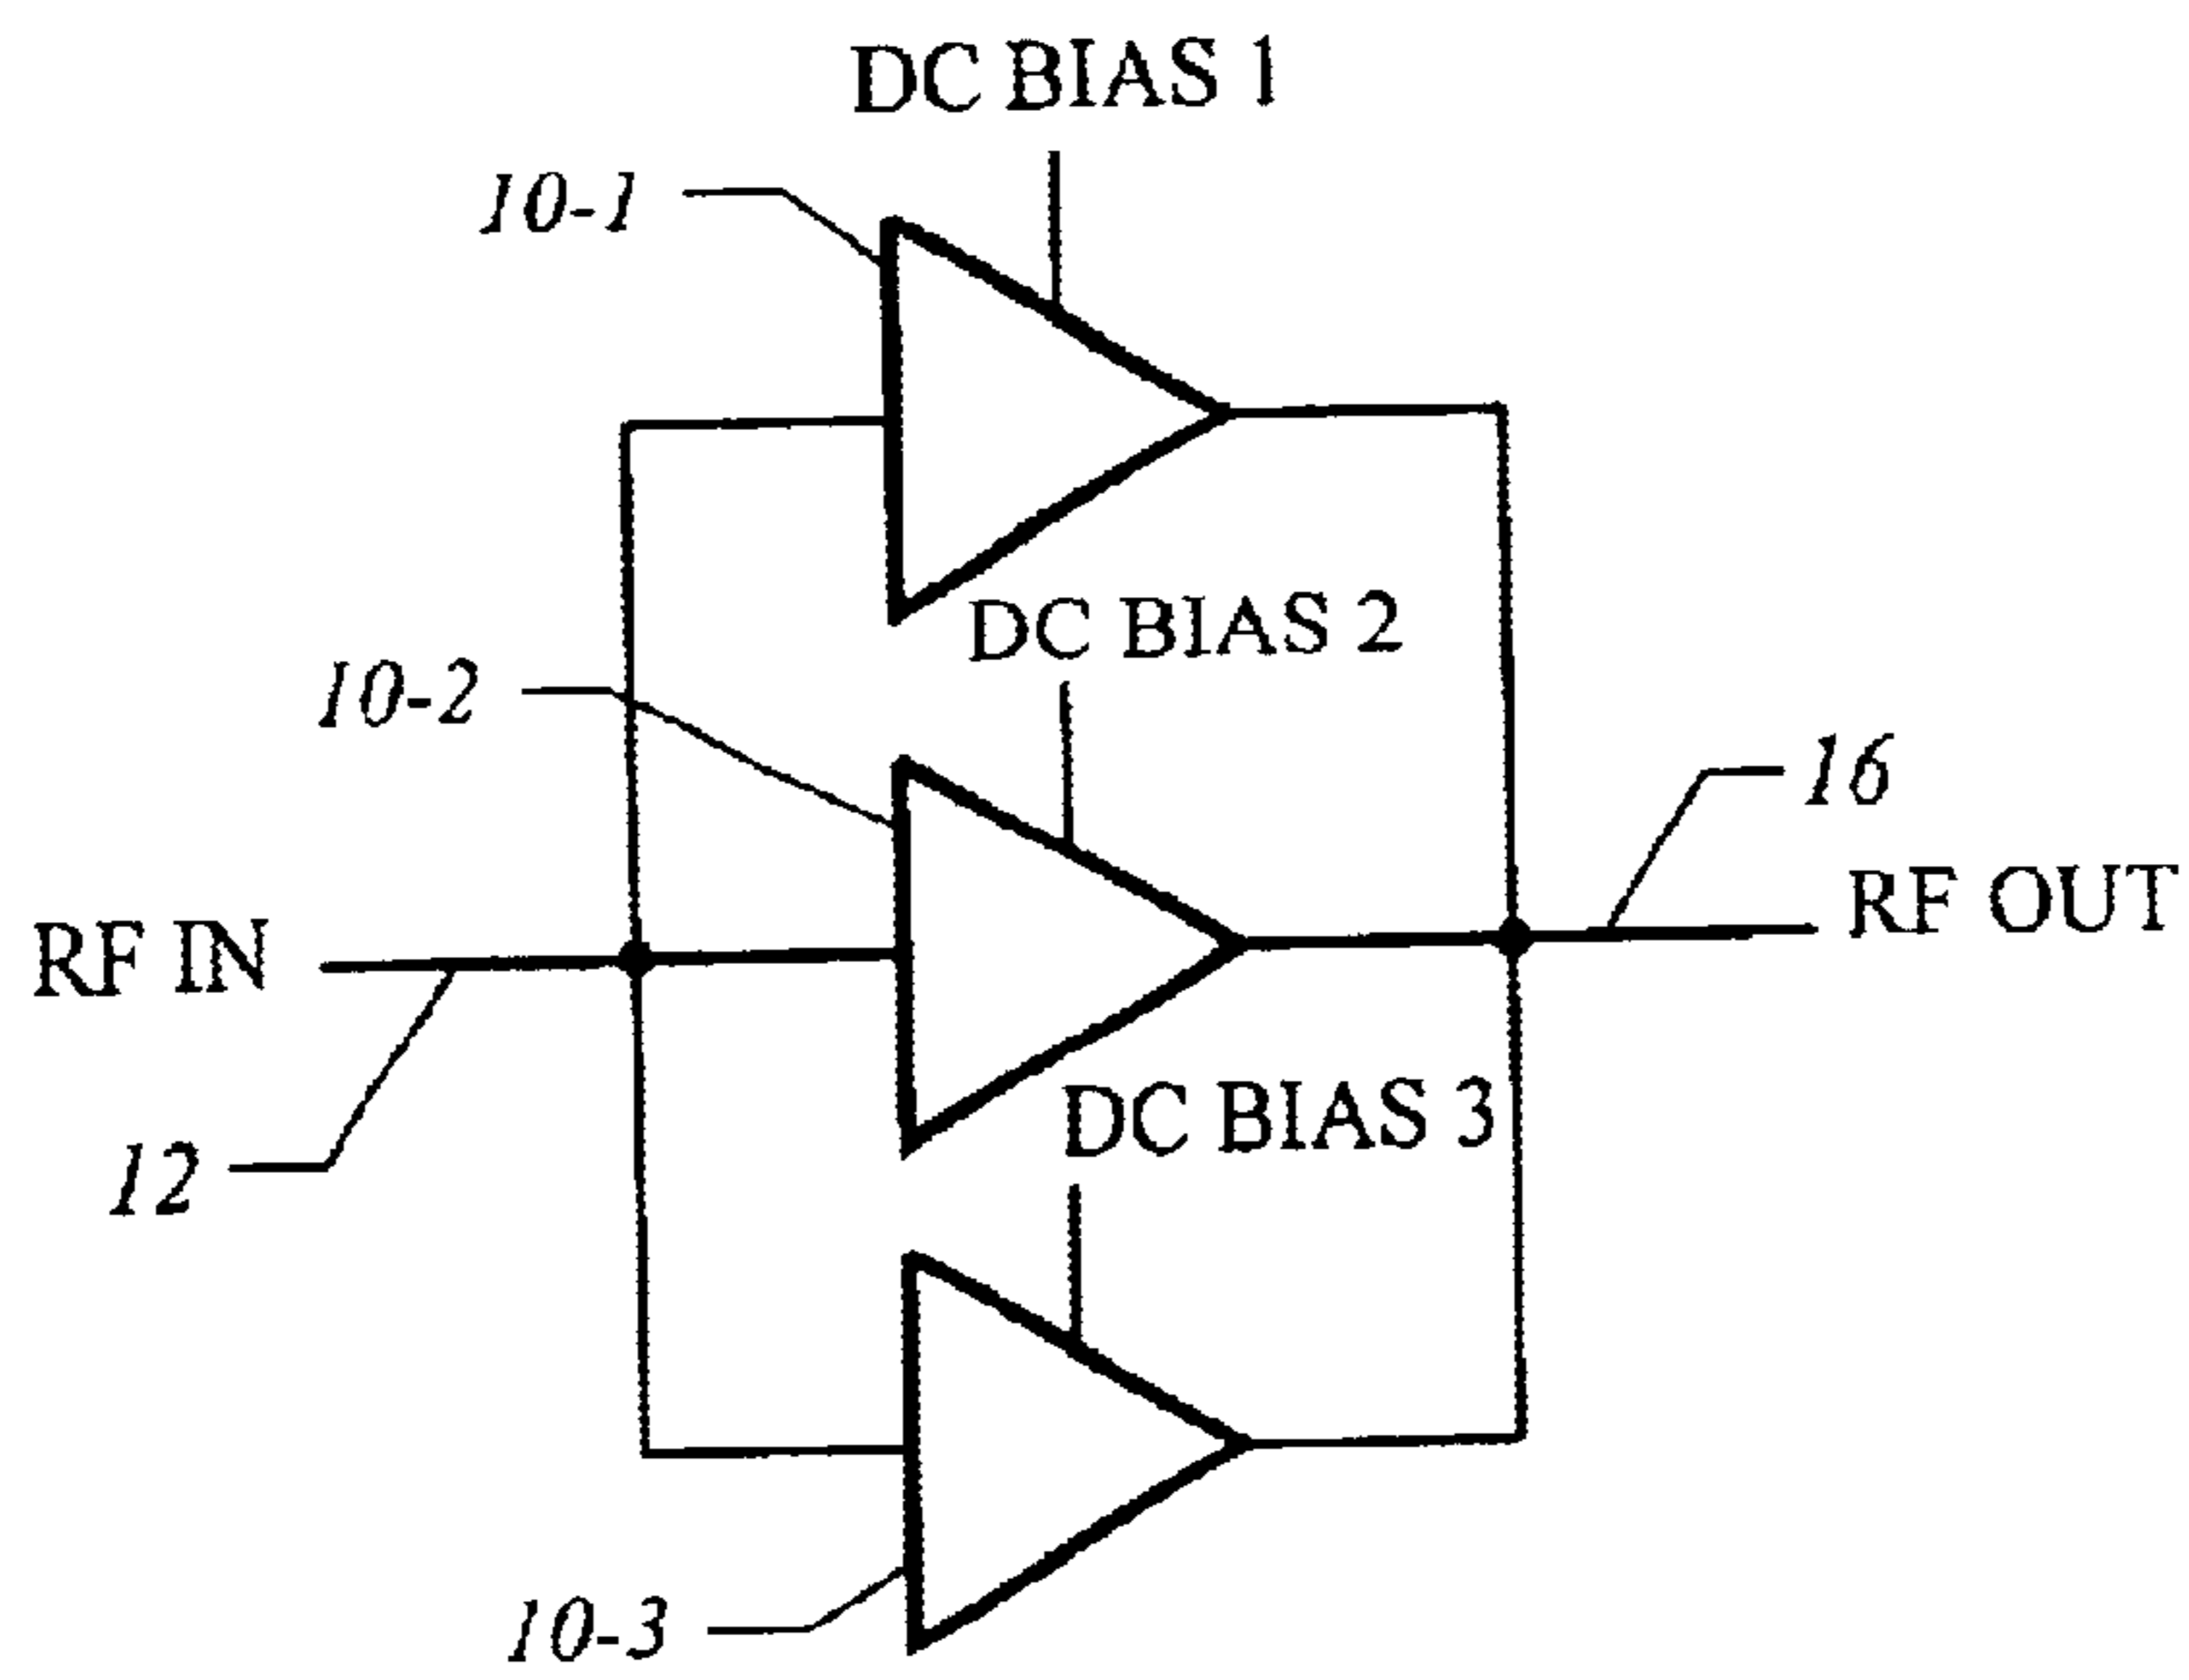 DC BIAS 1
10-1
DC BIAS 2
10-2
16
RF OUT
RF IN
DC BIAS 3
12
10-3